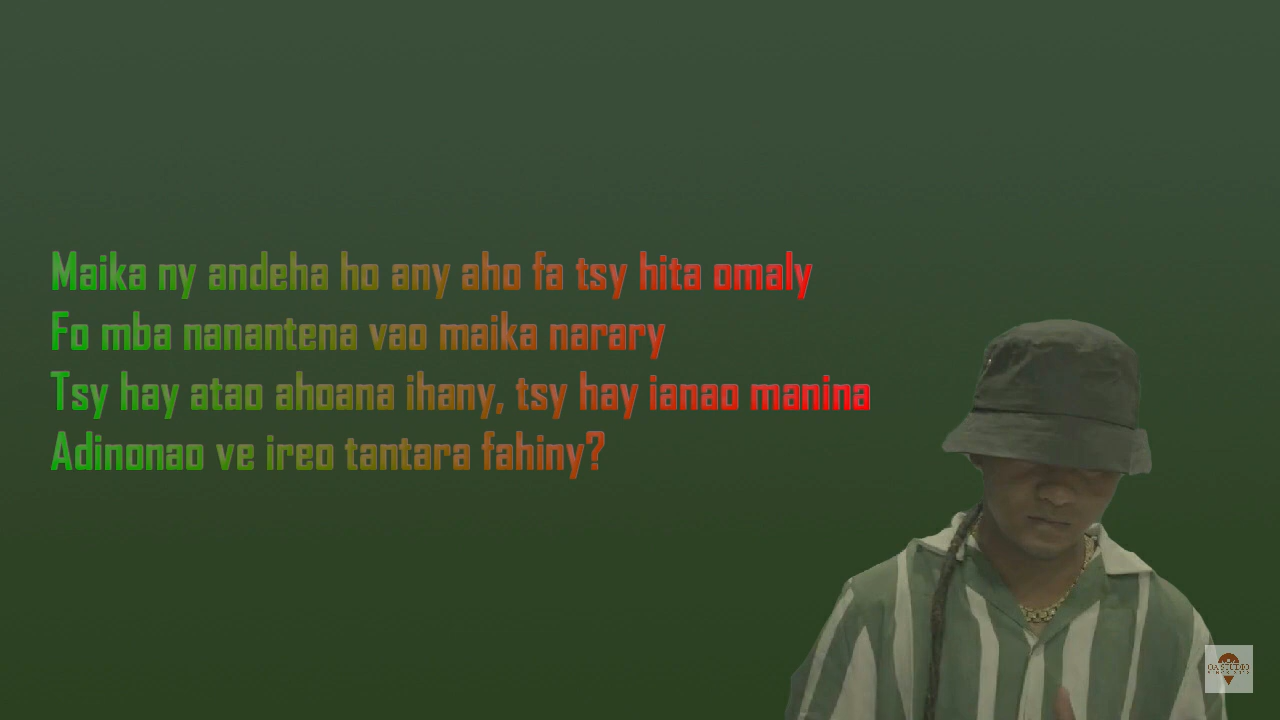 Maika ny andeha ho any aho fa tsy hita omaly
Fo mba nanantena vao maika narary
Tsy hay atao ahoana ihany, tsy hay ianao manina
Adinonao ve ireo tantara fahiny?